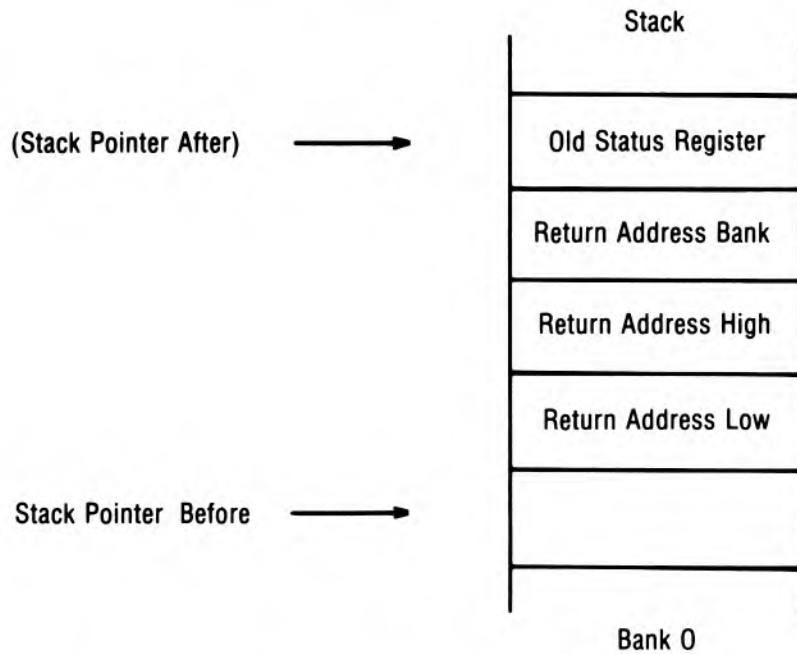 Stack
(Stack Pointer After)
Old Status Register
Return Address Bank
Return Address High
Return Address Low
Stack Pointer Before
Bank 0